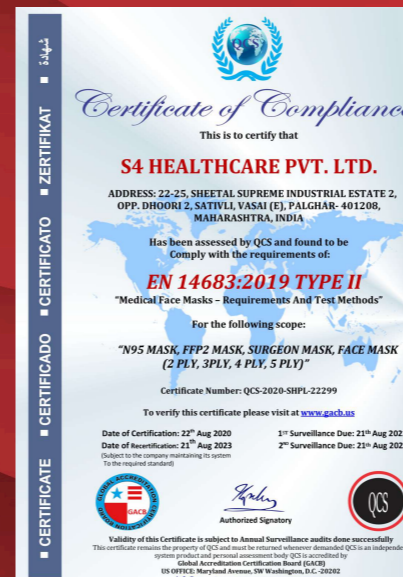 Certificate of Compliance
This is to certify that
S4 HEALTHCARE PVT. LTD.
ADDRESS: 22-25, SHEETAL SUPREME INDUSTRIAL ESTATE 2,
OPP. DHOORI 2, SATIVLI, VASAI (E), PALGHAR- 401208,
MAHARASHTRA, INDIA
Has been assessed by QCS and found to be
Comply with the requirements of:
EN 14683:2019 TYPE II
"Medical Face Masks – Requirements And Test Methods"
For the following scope:
"N95 MASK, FFP2 MASK, SURGEON MASK, FACE MASK
(2 PLY, 3PLY, 4 PLY, 5 PLY)"
Certificate Number: QCS-2020-SHPL-22299
To verify this certificate please visit at www.gacb.us
Date of Certification: 22th Aug 2020 1ST Surveillance Due: 21th Aug 202
Date of Recertification: 21th Aug 2023 2ND Surveillance Due: 21th Aug 202
(Subject to the company maintaining its system
To the required standard)
GLOBAL ACCREDITATION
CERTIFICATION BOARD
GACB
Authorized Signatory
QCS
Validity of this Certificate is subject to Annual Surveillance audits done successfully
This certificate remains the property of QCS and must be returned whenever demanded QCS is an independe
system product and personal assessment body QCS is accredited by
Global Accreditation Certification Board (GACB)
US OFFICE: Maryland Avenue, SW Washington, D.C. -20202
CERTIFICATE ■ CERTIFICADO ■ CERTIFICATO ■ ZERTIFIKAT ■ شهادة